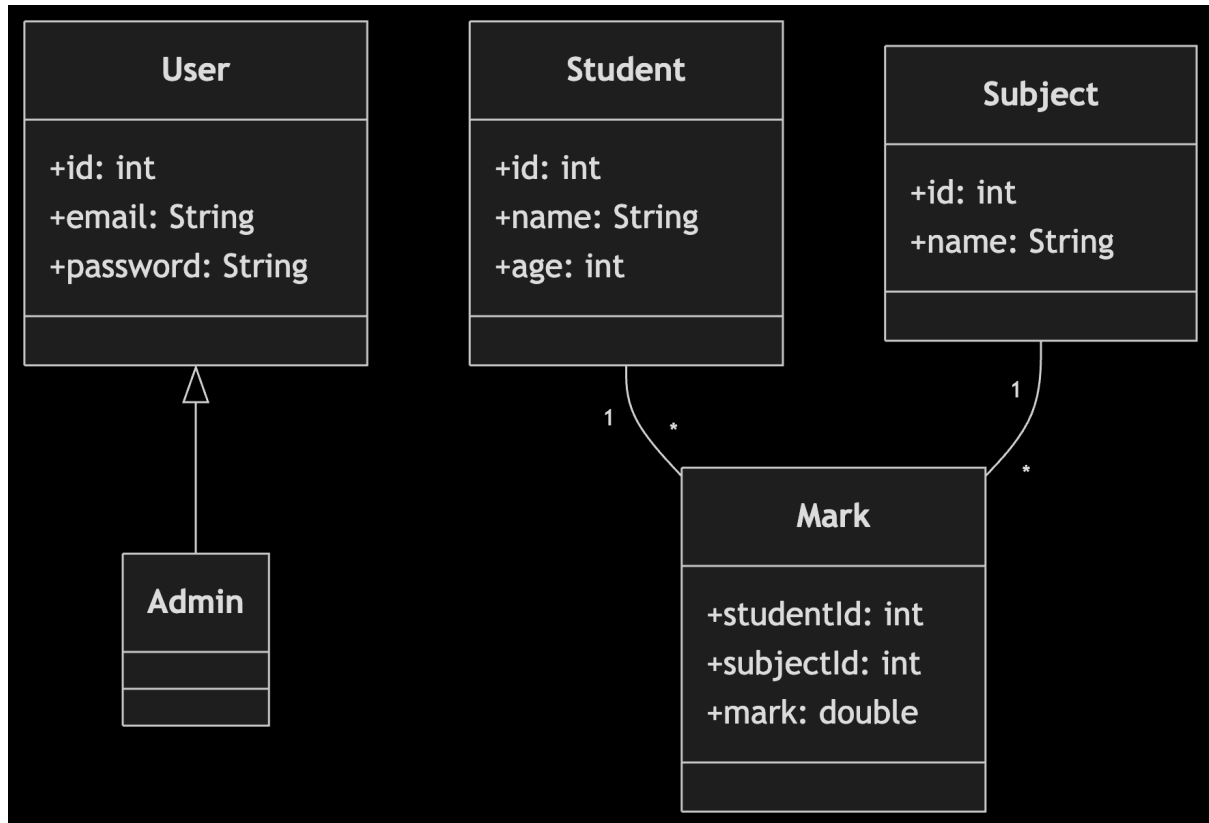 User
+id: int
+email: String
+password: String
Student
+id: int
+name: String
+age: int
Subject
+id: int
+name: String
1
*
1
*
Admin
Mark
+studentId: int
+subjectId: int
+mark: double